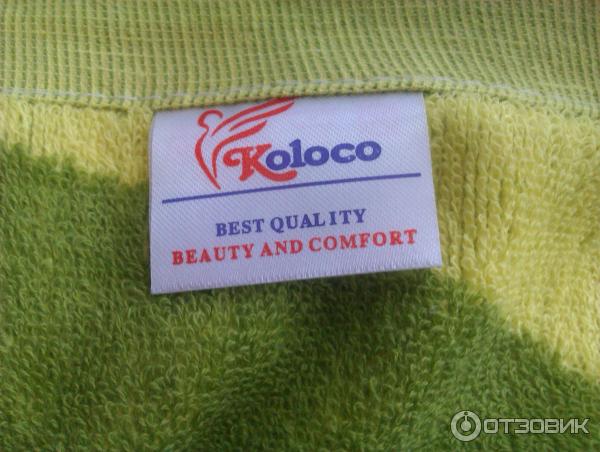 Koloco
BEST QUALITY
BEAUTY AND COMFORT
ОТЗОВИК